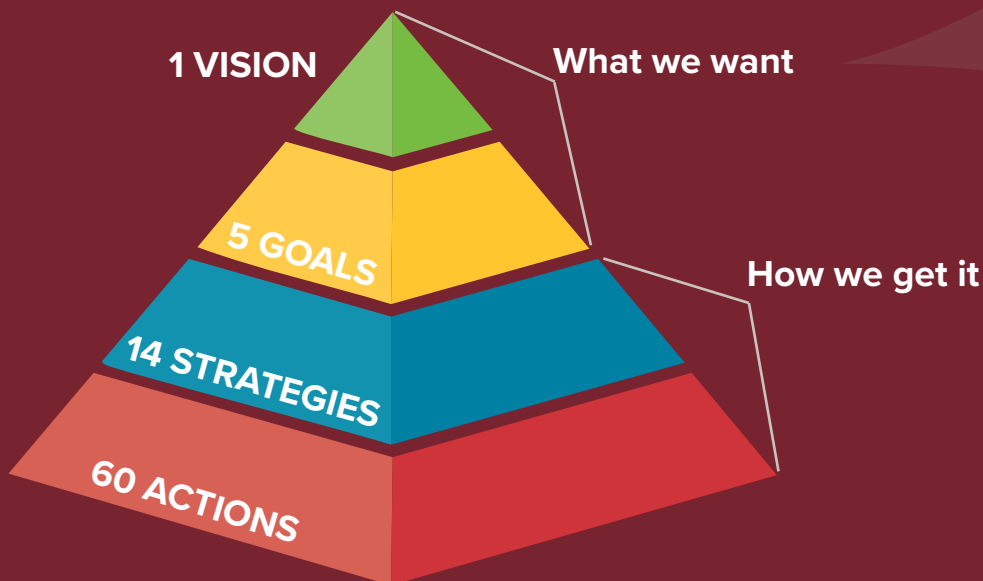 1 VISION
What we want
5 GOALS
How we get it
14 STRATEGIES
60 ACTIONS